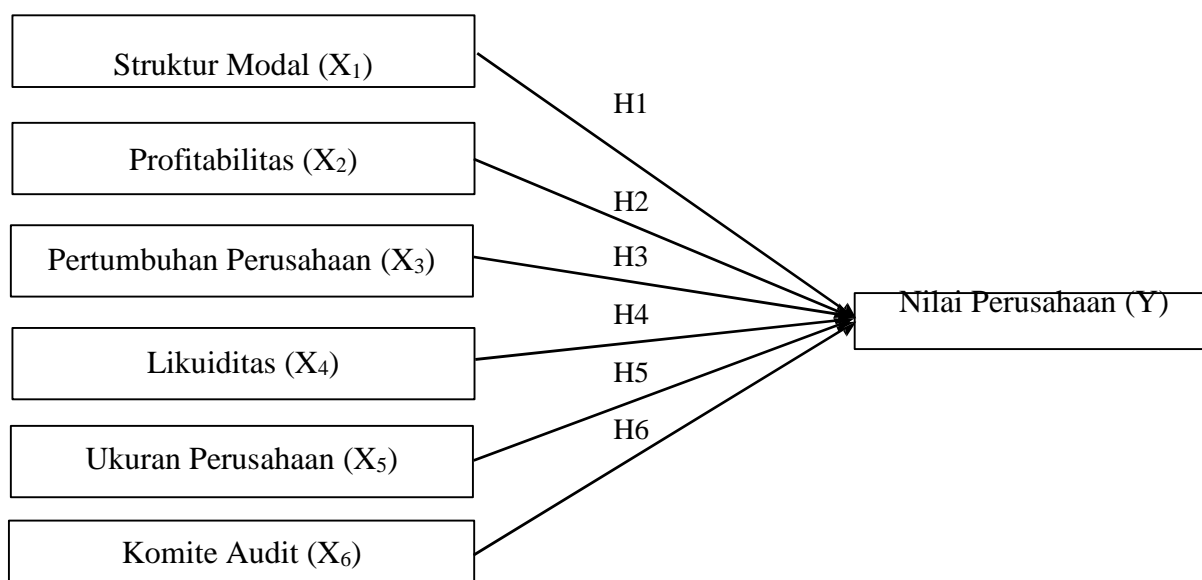 Struktur Modal (X₁)
H1
Profitabilitas (X₂)
H2
Pertumbuhan Perusahaan (X₃)
H3
Nilai Perusahaan (Y)
H4
Likuiditas (X₄)
H5
H6
Ukuran Perusahaan (X₅)
Komite Audit (X₆)